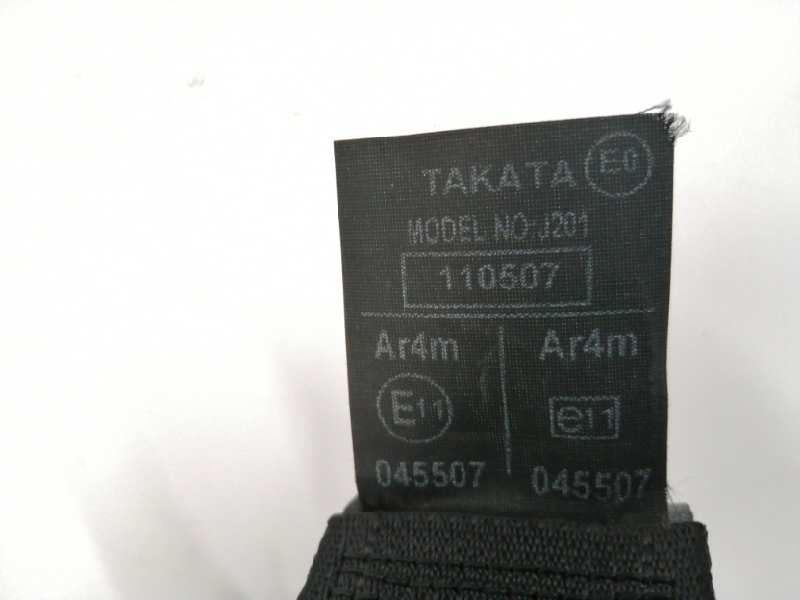 TAKATA E0
MODEL NO:J201
110507
Ar4m Ar4m
E11 e11
045507 045507